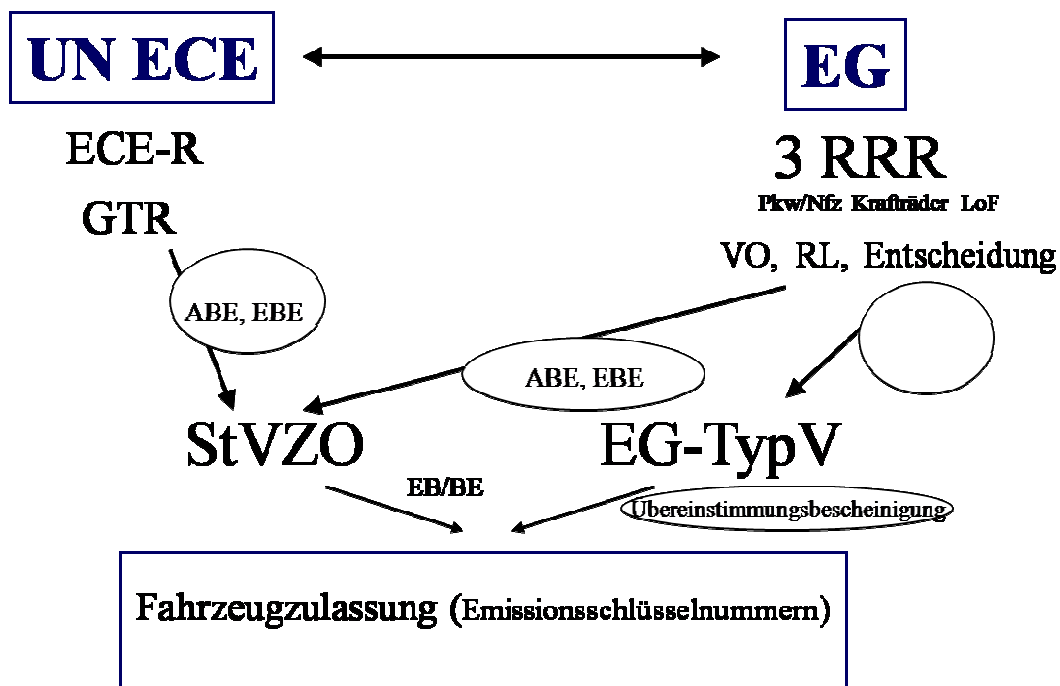 UN ECE
EG
ECE-R
GTR
3 RRR
Pkw/Nfz Krafträder LoF
VO, RL, Entscheidung
ABE, EBE
ABE, EBE
StVZO
EG-TypV
EB/BE
Übereinstimmungsbescheinigung
Fahrzeugzulassung (Emissionsschlüsselnummern)